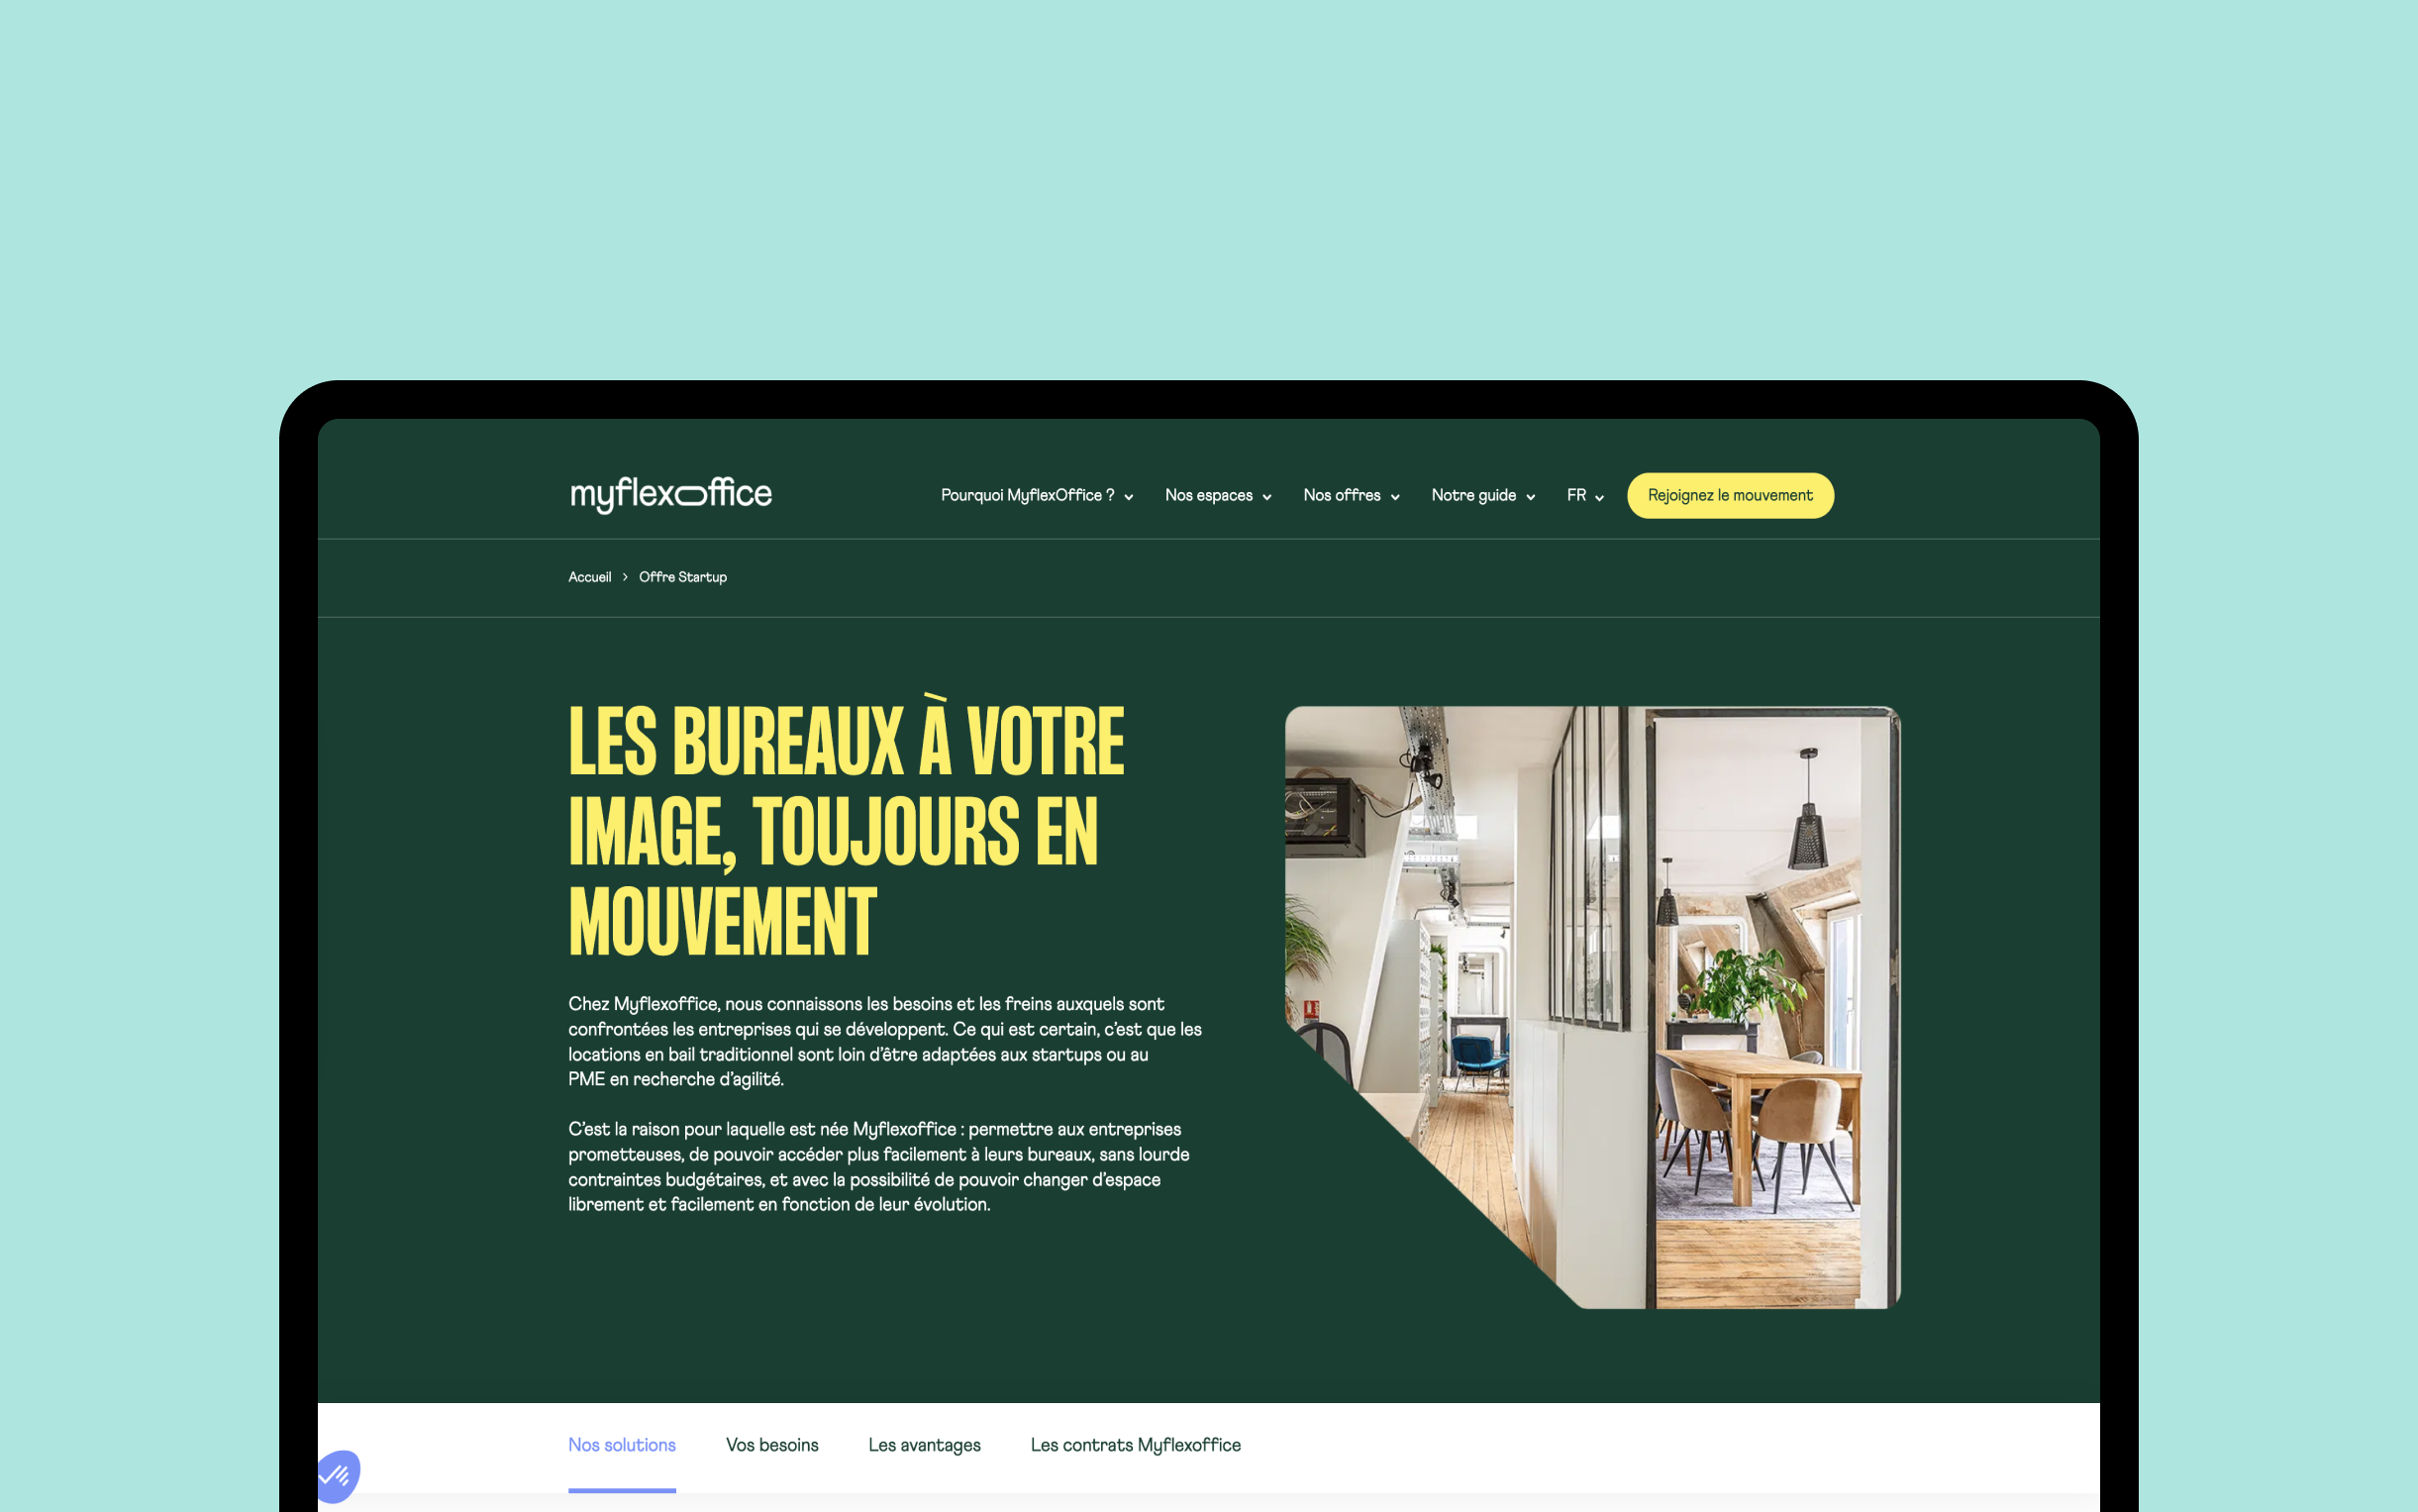 myflexoffice
Pourquoi MyflexOffice ?
Nos espaces
Nos offres
Notre guide
FR
Rejoignez le mouvement
Accueil > Offre Startup
LES BUREAUX À VOTRE
IMAGE, TOUJOURS EN
MOUVEMENT
Chez Myflexoffice, nous connaissons les besoins et les freins auxquels sont
confrontées les entreprises qui se développent. Ce qui est certain, c’est que les
locations en bail traditionnel sont loin d’être adaptées aux startups ou au
PME en recherche d’agilité.
C’est la raison pour laquelle est née Myflexoffice : permettre aux entreprises
prometteuses, de pouvoir accéder plus facilement à leurs bureaux, sans lourde
contraintes budgétaires, et avec la possibilité de pouvoir changer d’espace
librement et facilement en fonction de leur évolution.
Nos solutions
Vos besoins
Les avantages
Les contrats Myflexoffice